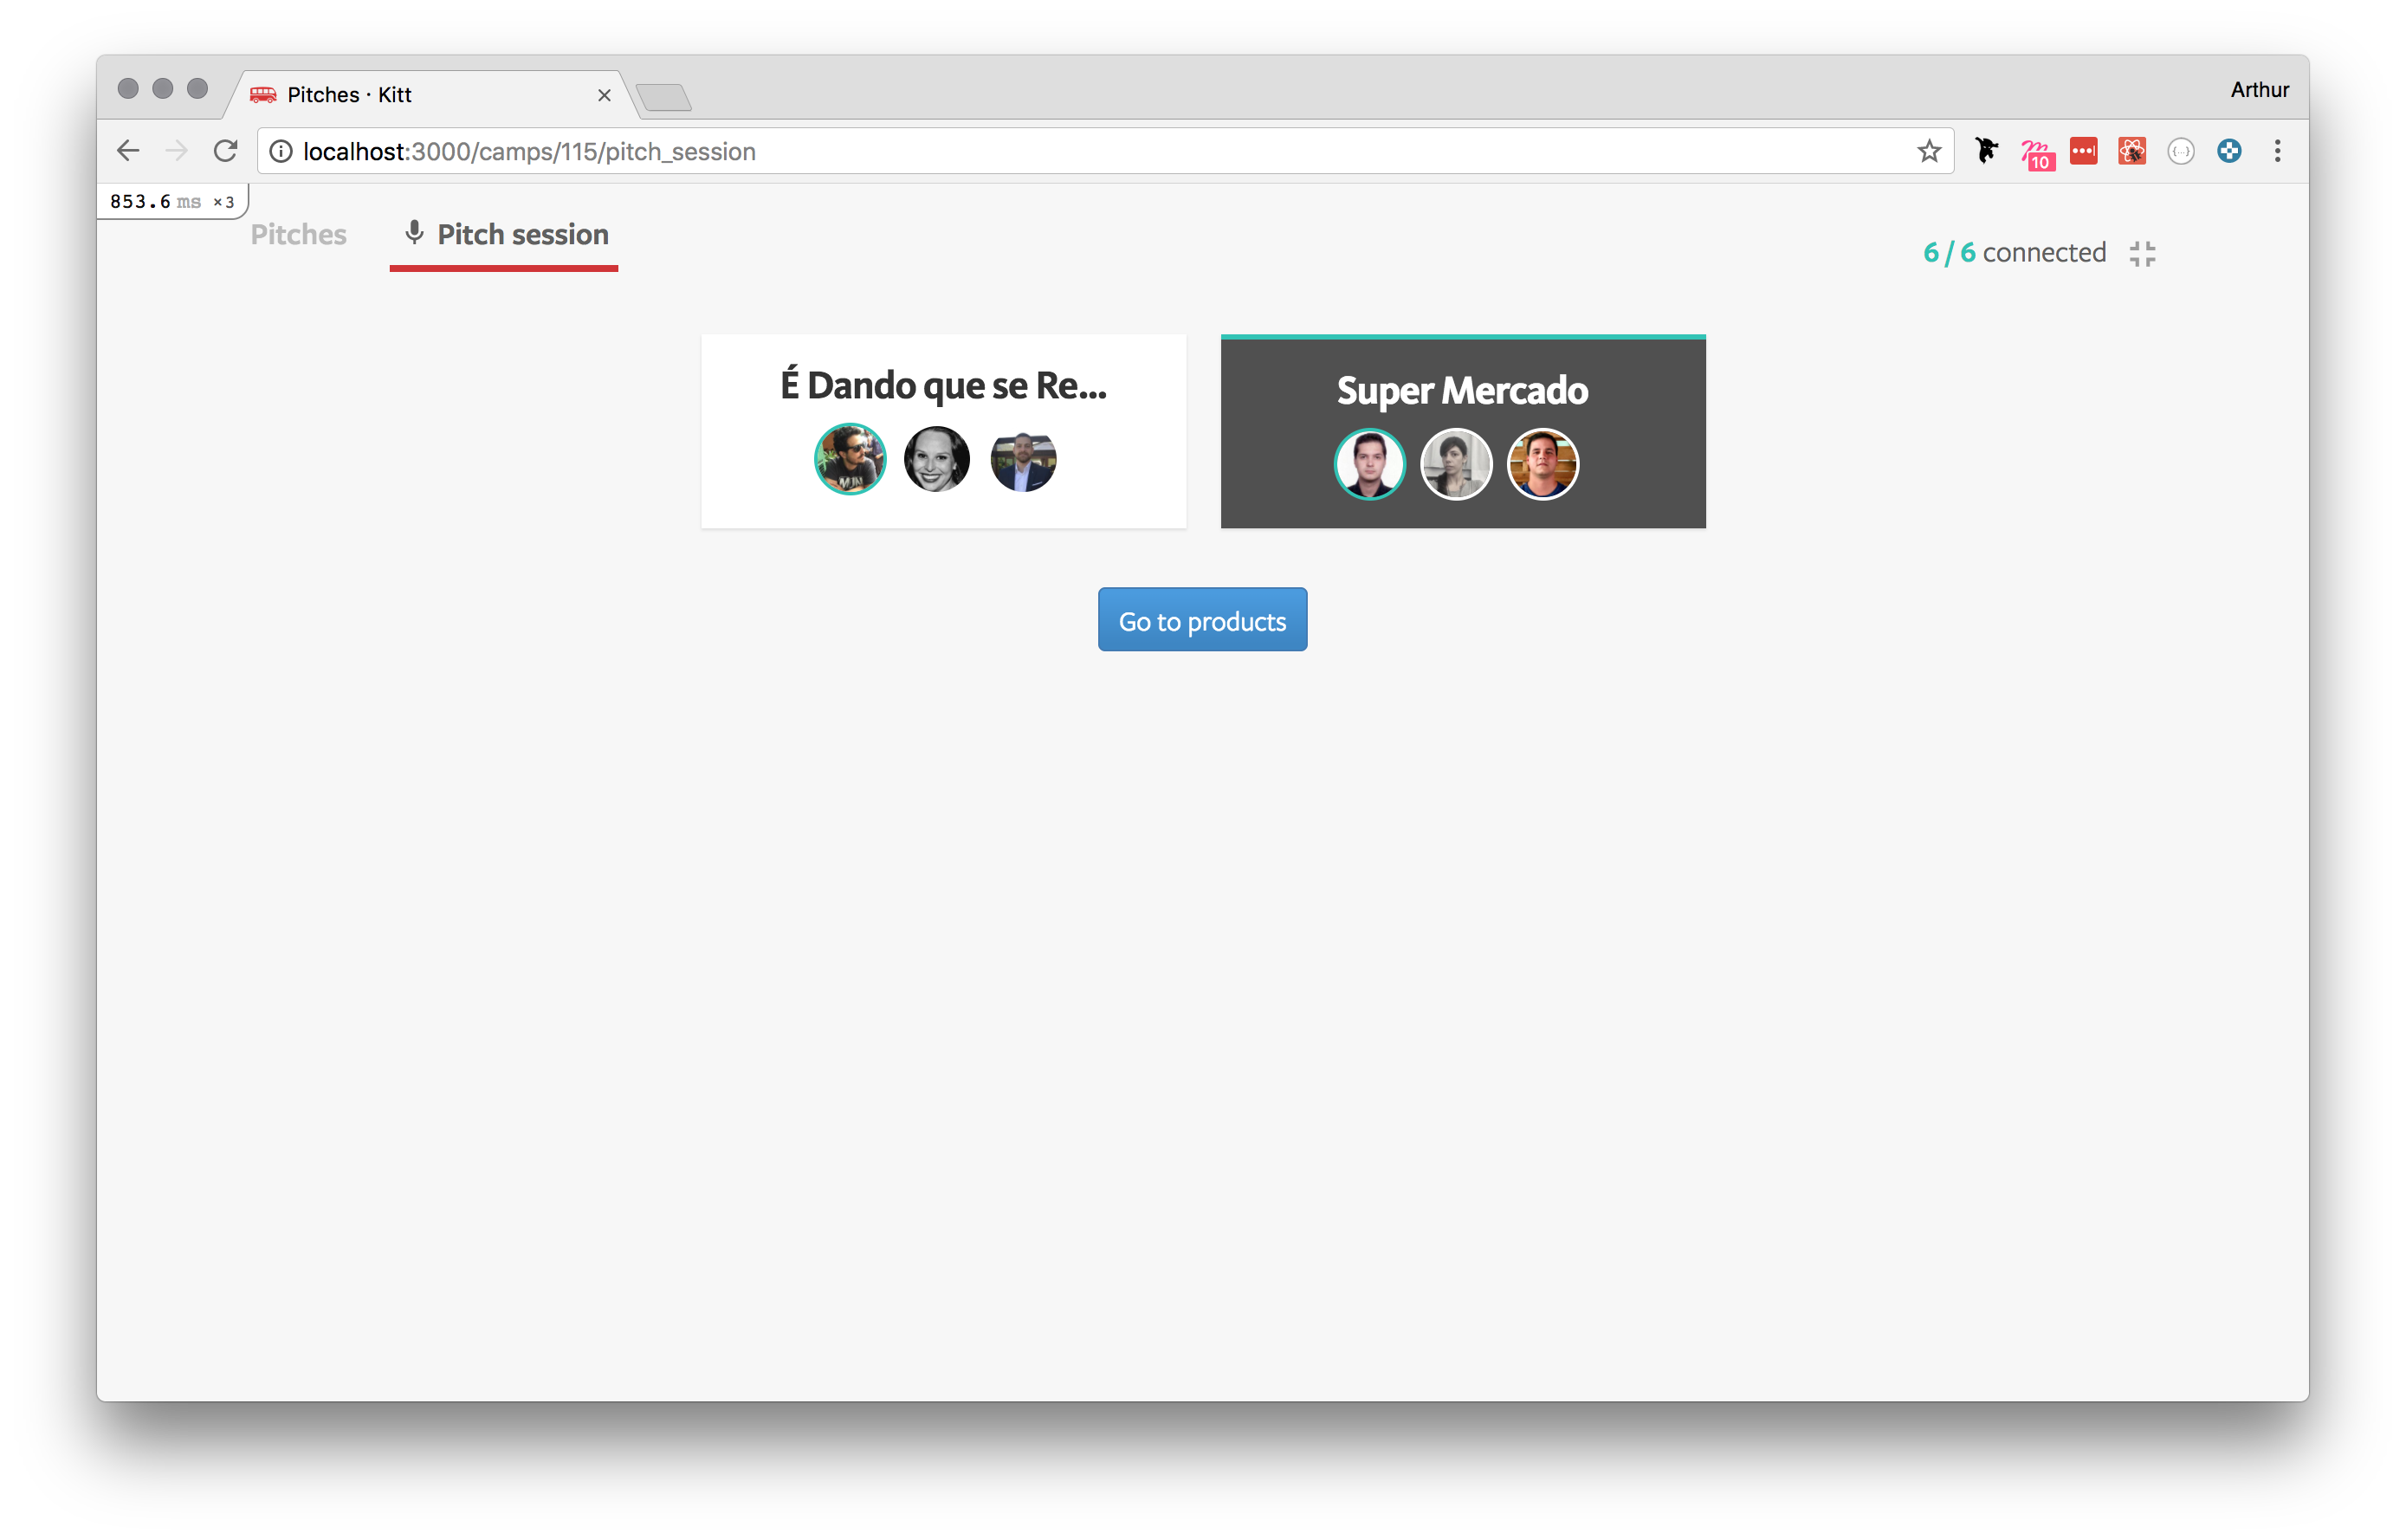 Pitches · Kitt
Arthur
localhost:3000/camps/115/pitch_session
10
853.6 ms ×3
Pitches
Pitch session
6 / 6 connected
É Dando que se Re...
Super Mercado
Go to products